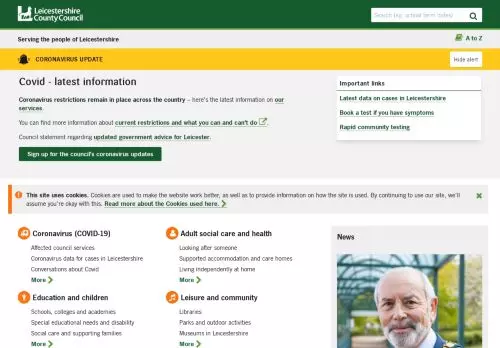 Leicestershire
County Council
Search (eg: school term dates)
Serving the people of Leicestershire
A to Z
CORONAVIRUS UPDATE
Hide alert
Covid - latest information
Coronavirus restrictions remain in place across the country – here's the latest information on our
services.
You can find more information about current restrictions and what you can and can't do.
Council statement regarding updated government advice for Leicester.
Sign up for the council's coronavirus updates
Important links
Latest data on cases in Leicestershire
Book a test if you have symptoms
Rapid community testing
This site uses cookies. Cookies are used to make the website work better, as well as to provide information on how the site is used. By continuing to use our site, we'll
assume you're okay with this. Read more about the Cookies used here.
Coronavirus (COVID-19)
Affected council services
Coronavirus data for cases in Leicestershire
Conversations about Covid
More
Adult social care and health
Looking after someone
Supported accommodation and care homes
Living independently at home
More
News
Education and children
Schools, colleges and academies
Special educational needs and disability
Social care and supporting families
More
Leisure and community
Libraries
Parks and outdoor activities
Museums in Leicestershire
More